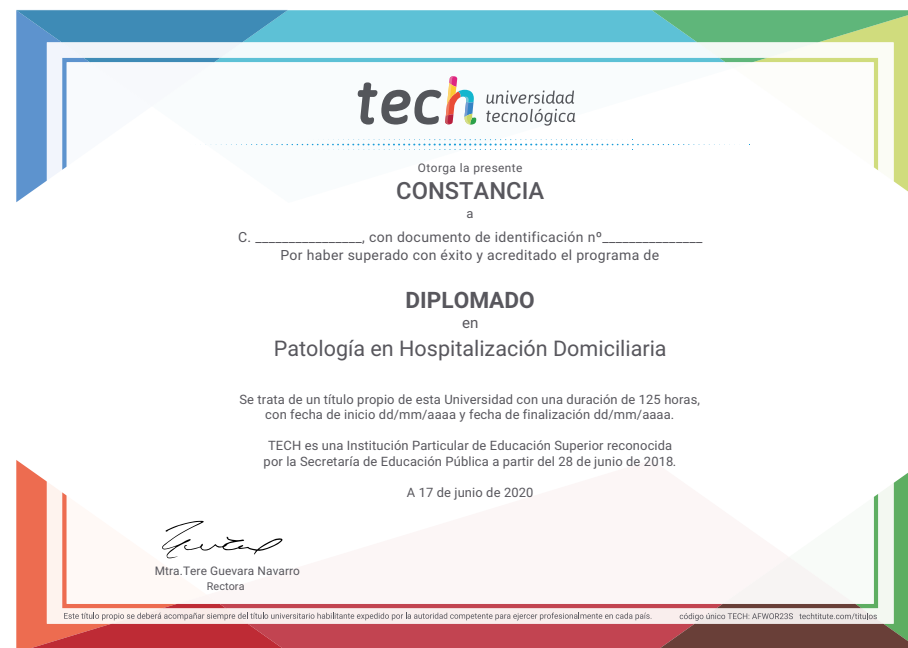 tech universidad
tecnológica
Otorga la presente
CONSTANCIA
a
C. ________________, con documento de identificación nº_______________
Por haber superado con éxito y acreditado el programa de
DIPLOMADO
en
Patología en Hospitalización Domiciliaria
Se trata de un título propio de esta Universidad con una duración de 125 horas,
con fecha de inicio dd/mm/aaaa y fecha de finalización dd/mm/aaaa.
TECH es una Institución Particular de Educación Superior reconocida
por la Secretaría de Educación Pública a partir del 28 de junio de 2018.
A 17 de junio de 2020
Mtra.Tere Guevara Navarro
Rectora
Este título propio se deberá acompañar siempre del título universitario habilitante expedido por la autoridad competente para ejercer profesionalmente en cada país. código único TECH: AFWOR23S techtitute.com/titulos